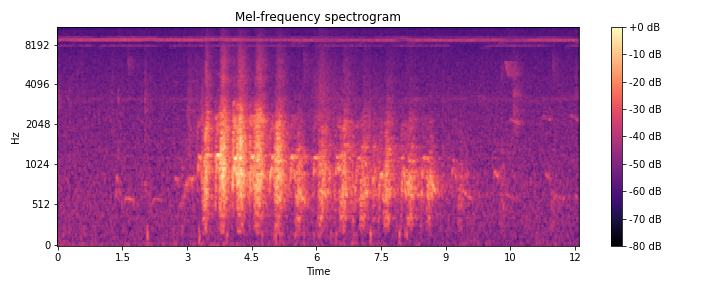 Mel-frequency spectrogram
Hz
8192
4096
2048
1024
512
0
0 1.5 3 4.5 6 7.5 9 10 12
Time
+0 dB
-10 dB
-20 dB
-30 dB
-40 dB
-50 dB
-60 dB
-70 dB
-80 dB